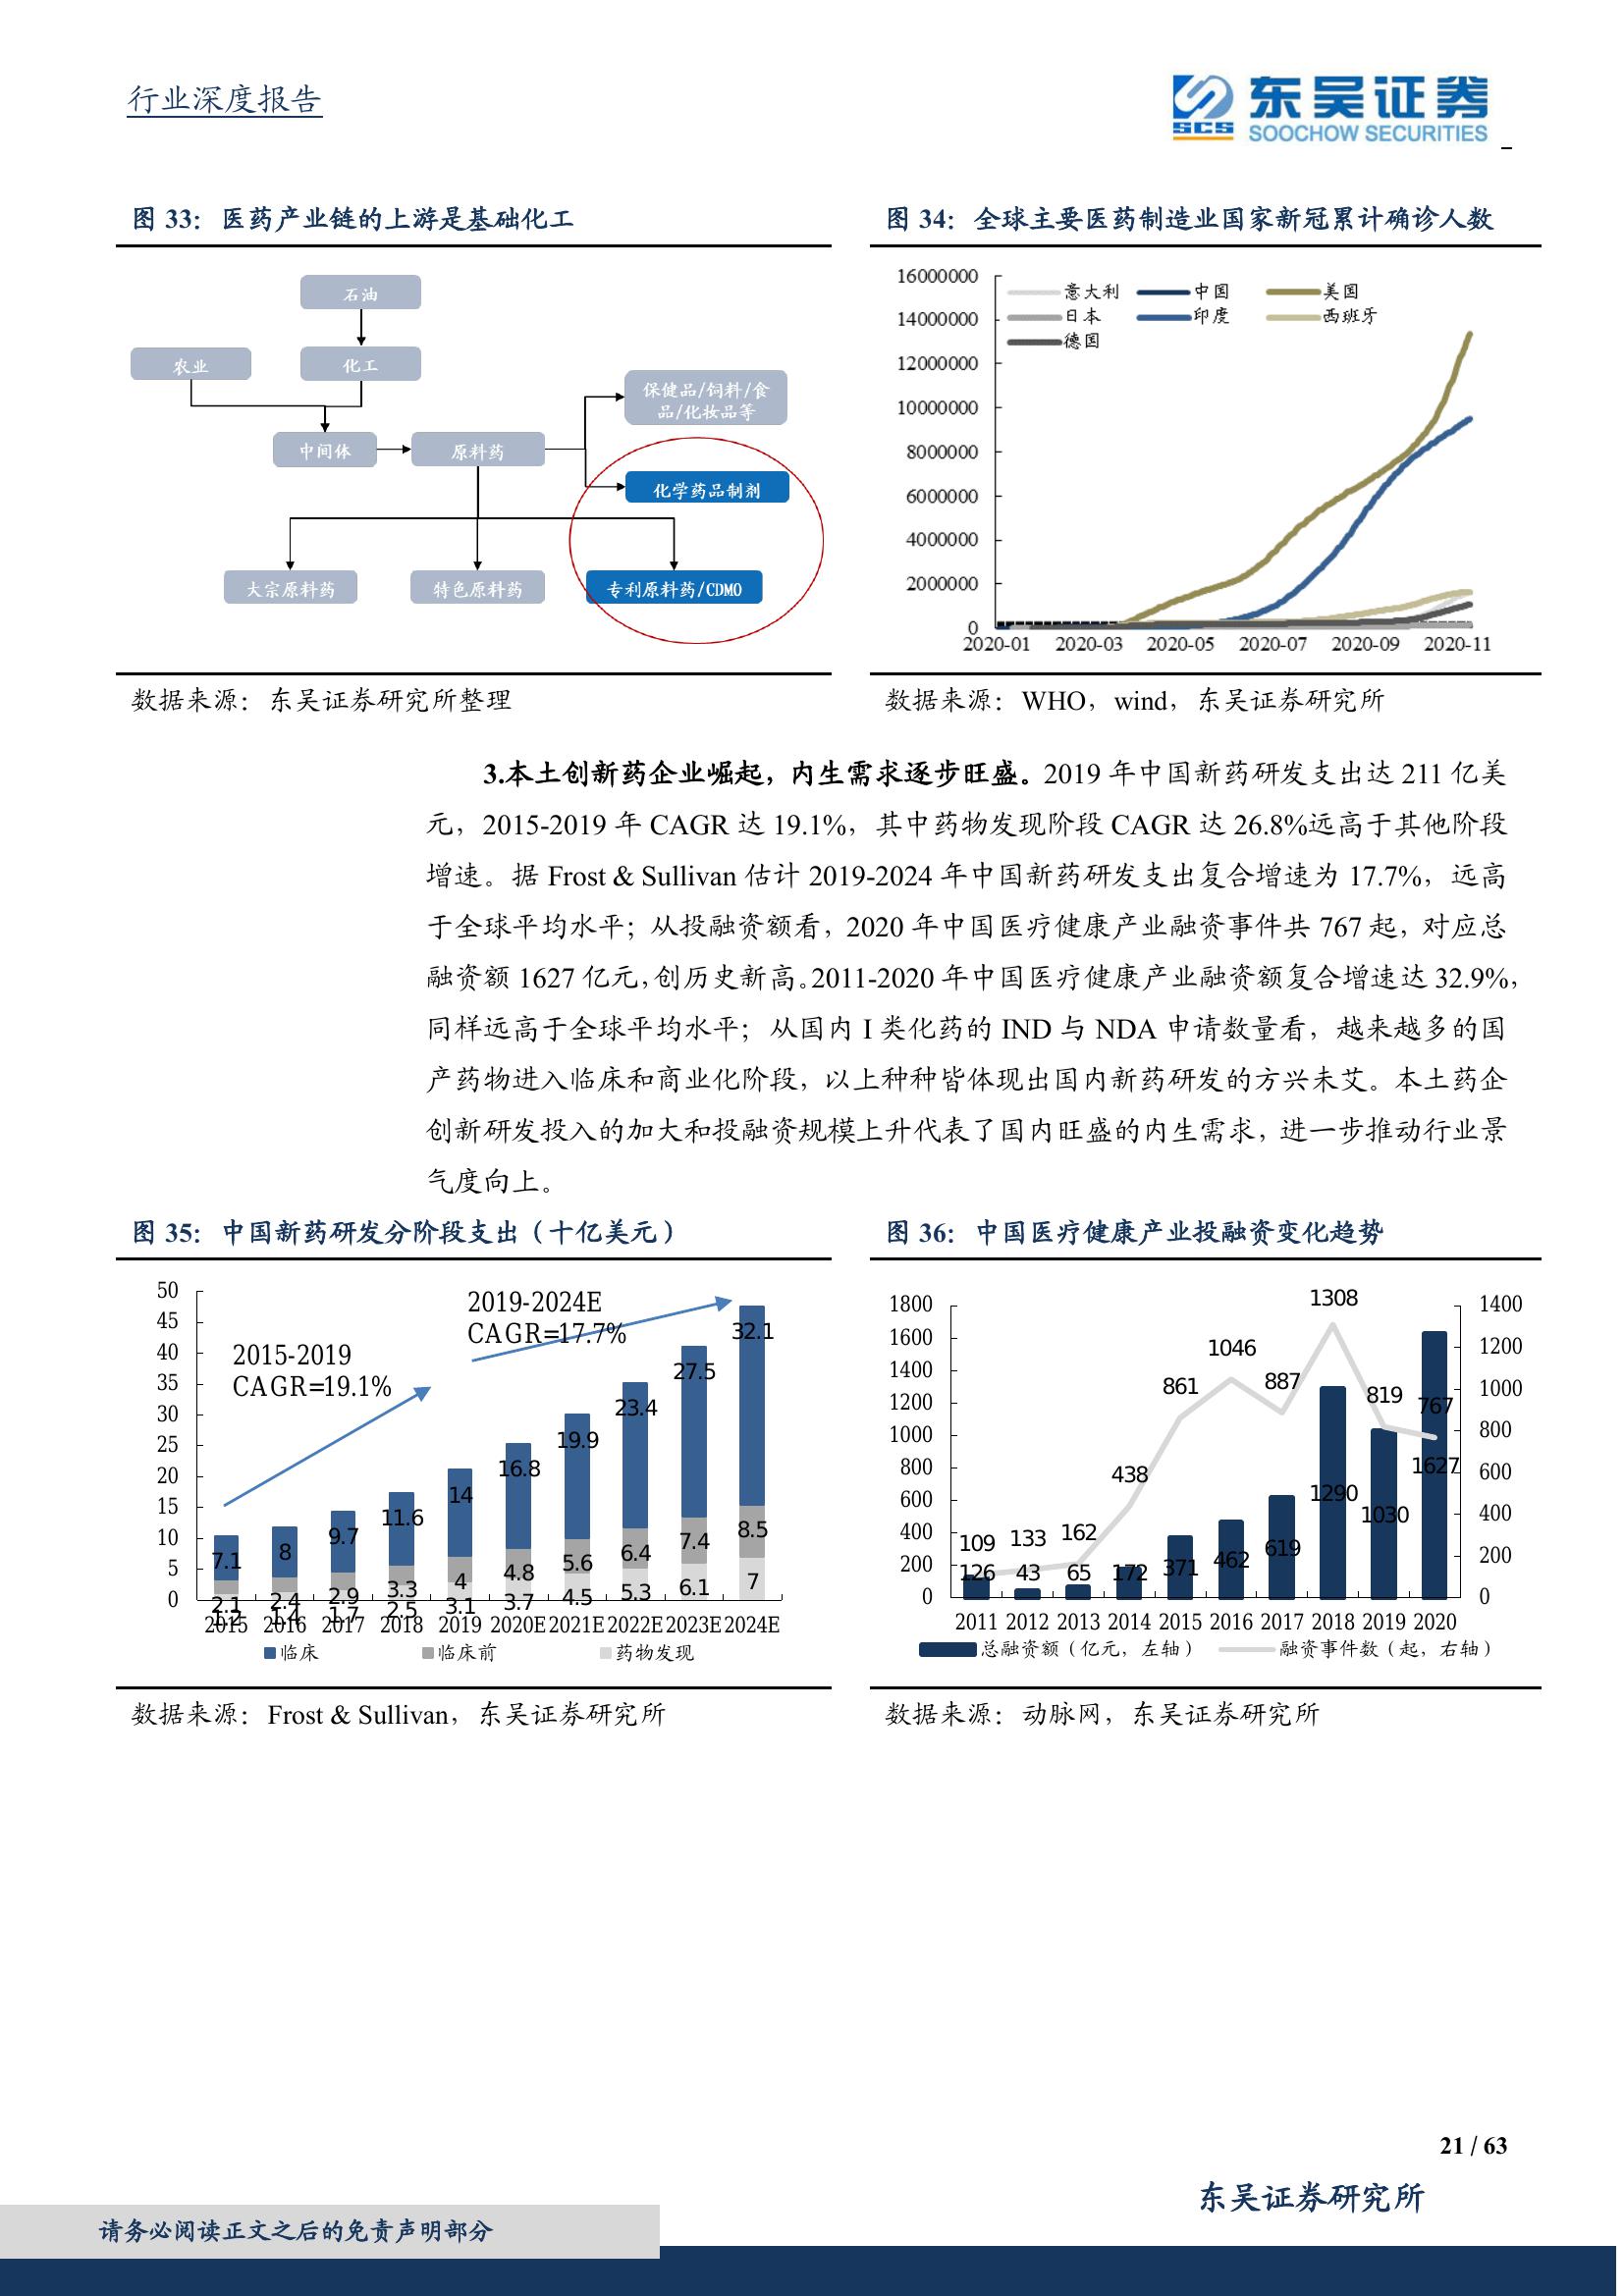 行业深度报告
SCS
东吴证券
SOOCHOW SECURITIES
图 33：医药产业链的上游是基础化工
石油
农业
化工
保健品/饲料/食
品/化妆品等
中间体
原料药
化学药品制剂
大宗原料药
特色原料药
专利原料药/CDMO
数据来源：东吴证券研究所整理
图 34：全球主要医药制造业国家新冠累计确诊人数
16000000
14000000
12000000
10000000
8000000
6000000
4000000
2000000
0
意大利 中国 美国
日本 印度 西班牙
德国
2020-01 2020-03 2020-05 2020-07 2020-09 2020-11
数据来源：WHO，wind，东吴证券研究所
3.本土创新药企业崛起，内生需求逐步旺盛。2019 年中国新药研发支出达 211 亿美
元，2015-2019 年 CAGR 达 19.1%，其中药物发现阶段 CAGR 达 26.8%远高于其他阶段
增速。据 Frost & Sullivan 估计 2019-2024 年中国新药研发支出复合增速为 17.7%，远高
于全球平均水平；从投融资额看，2020 年中国医疗健康产业融资事件共 767 起，对应总
融资额 1627 亿元，创历史新高。2011-2020 年中国医疗健康产业融资额复合增速达 32.9%，
同样远高于全球平均水平；从国内 I 类化药的 IND 与 NDA 申请数量看，越来越多的国
产药物进入临床和商业化阶段，以上种种皆体现出国内新药研发的方兴未艾。本土药企
创新研发投入的加大和投融资规模上升代表了国内旺盛的内生需求，进一步推动行业景
气度向上。
图 35：中国新药研发分阶段支出（十亿美元）
50
45
40
35
30
25
20
15
10
5
0
2015-2019
CAGR=19.1%
2019-2024E
CAGR=17.7%
7.1 8 9.7 11.6 14 16.8 19.9 23.4 27.5 32.1
2.1 2.4 2.9 3.3 4 4.8 5.6 6.4 7.4 8.5
1.2 1.4 1.7 2.5 3.1 3.7 4.5 5.3 6.1 7
2015 2016 2017 2018 2019 2020E 2021E 2022E 2023E 2024E
临床 临床前 药物发现
数据来源：Frost & Sullivan，东吴证券研究所
图 36：中国医疗健康产业投融资变化趋势
1800
1600
1400
1200
1000
800
600
400
200
0
109 133 162 438 861 1046 887 1308 819 767
126 43 65 172 371 462 619 1290 1030 1627
1400
1200
1000
800
600
400
200
0
2011 2012 2013 2014 2015 2016 2017 2018 2019 2020
总融资额（亿元，左轴） 融资事件数（起，右轴）
数据来源：动脉网，东吴证券研究所
21 / 63
东吴证券研究所
请务必阅读正文之后的免责声明部分